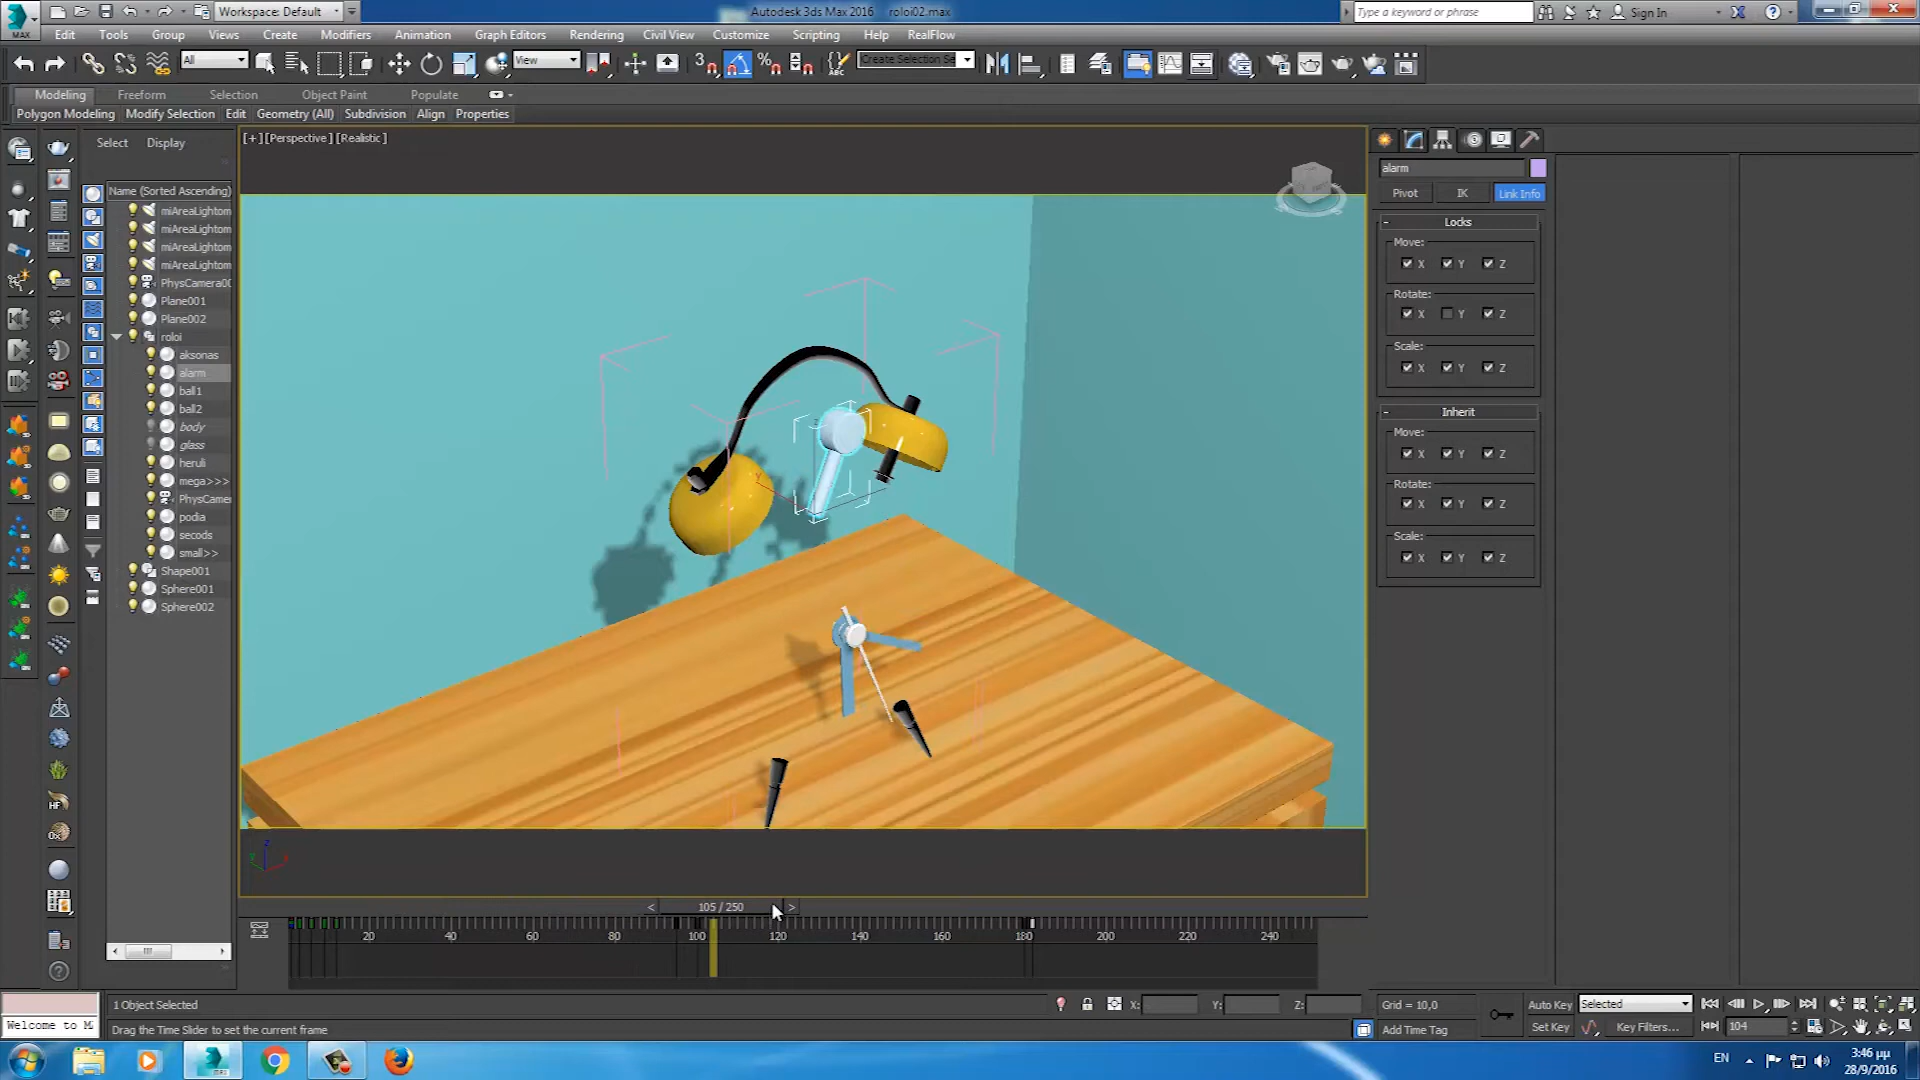 Workspace: Default
Autodesk 3ds Max 2016    roloi02.max
Type a keyword or phrase
Sign In
MAX
Edit Tools Group Views Create Modifiers Animation Graph Editors Rendering Civil View Customize Scripting Help RealFlow
All
View
Create Selection Se
Modeling Freeform Selection Object Paint Populate
Polygon Modeling Modify Selection Edit Geometry (All) Subdivision Align Properties
Select Display
[+] [Perspective] [Realistic]
Name (Sorted Ascending)
miAreaLightom
miAreaLightom
miAreaLightom
miAreaLightom
PhysCamera00
Plane001
Plane002
roloi
aksonas
alarm
ball1
ball2
body
glass
heruli
mega>>>
PhysCamer
podia
secods
small>>
Shape001
Sphere001
Sphere002
alarm
Pivot IK Link Info
Locks
Move:
X Y Z
Rotate:
X Y Z
Scale:
X Y Z
Inherit
Move:
X Y Z
Rotate:
X Y Z
Scale:
X Y Z
HF
< 105 / 250 >
20 40 60 80 100 120 140 160 180 200 220 240
1 Object Selected
X: Y: Z:
Grid = 10,0
Auto Key Selected
Welcome to M
Drag the Time Slider to set the current frame
Add Time Tag
Set Key Key Filters...
104
EN
3:46 μμ
28/9/2016